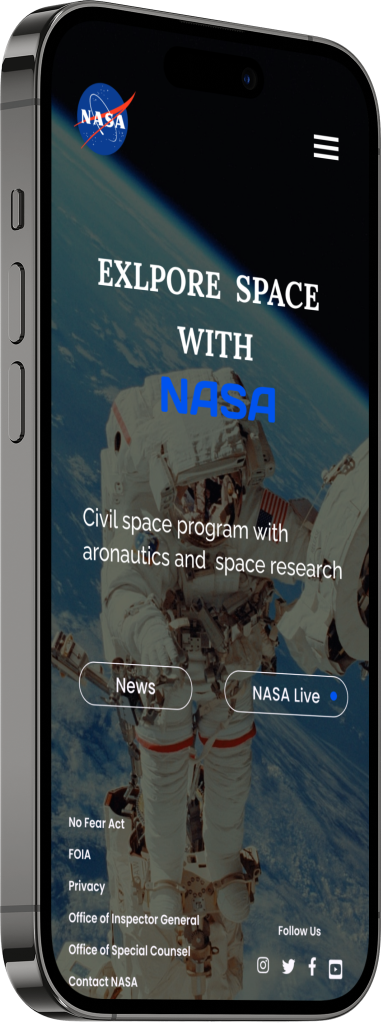 NASA
EXLPORE SPACE
WITH
NASA
Civil space program with
aronautics and space research
News
NASA Live
No Fear Act
FOIA
Privacy
Office of Inspector General
Office of Special Counsel
Contact NASA
Follow Us